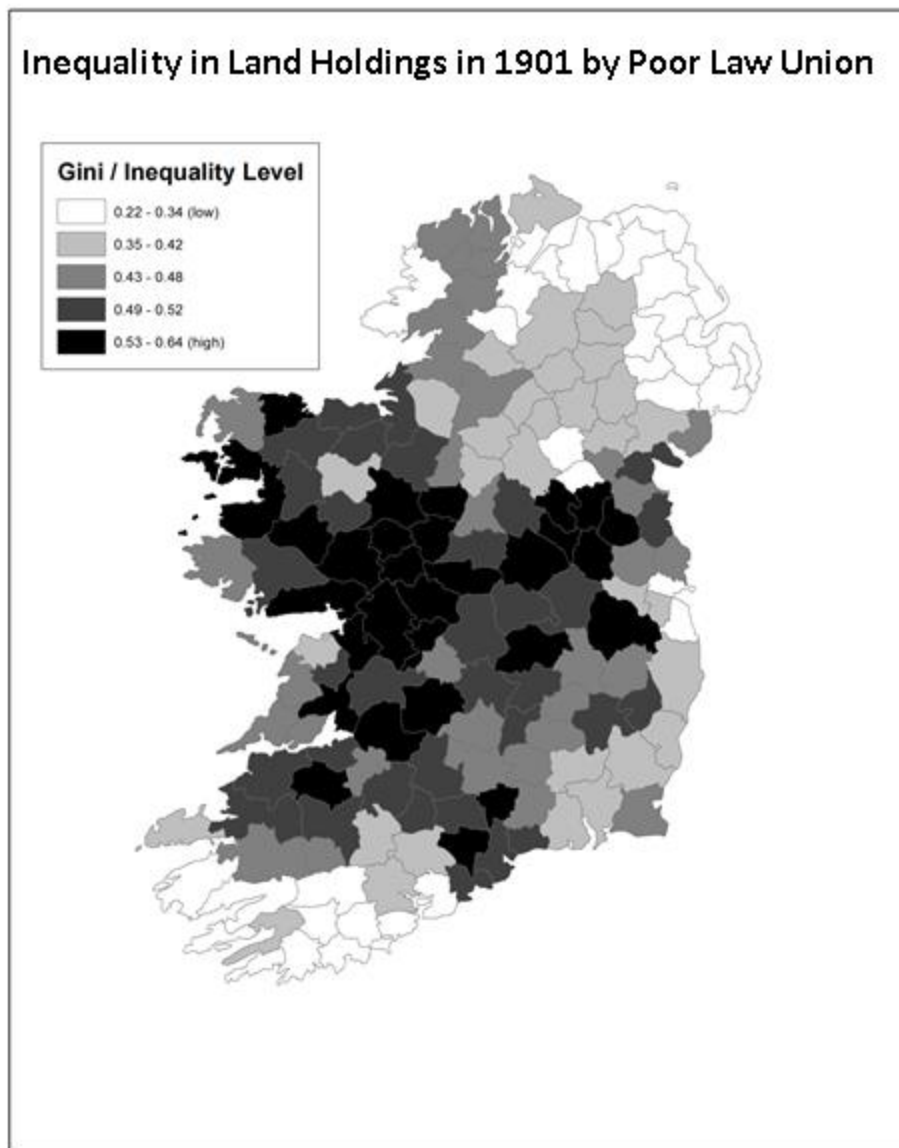 Inequality in Land Holdings in 1901 by Poor Law Union
Gini / Inequality Level
0.22 - 0.34 (low)
0.35 - 0.42
0.43 - 0.48
0.49 - 0.52
0.53 - 0.64 (high)